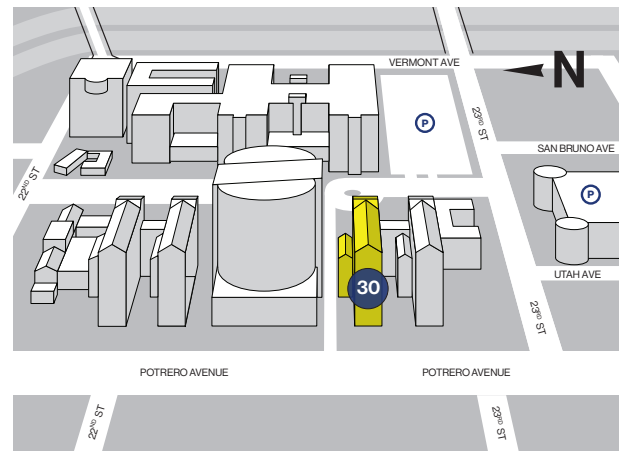 VERMONT AVE
N
P
23RD ST
SAN BRUNO AVE
22ND ST
P
UTAH AVE
30
23RD ST
POTRERO AVENUE
POTRERO AVENUE
22ND ST
23RD ST